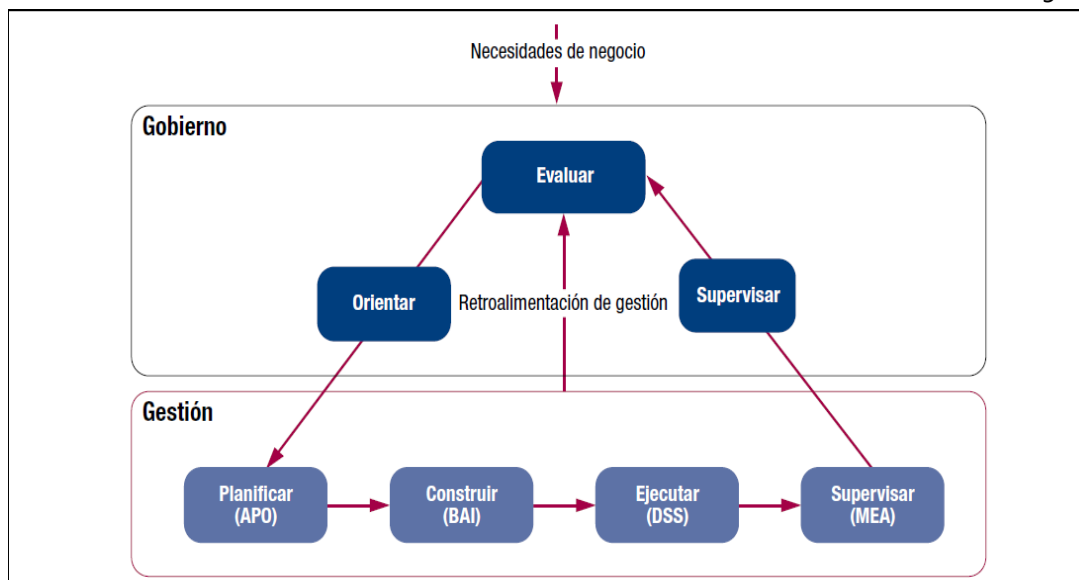 Necesidades de negocio
Gobierno
Evaluar
Orientar
Retroalimentación de gestión
Supervisar
Gestión
Planificar
(APO)
Construir
(BAI)
Ejecutar
(DSS)
Supervisar
(MEA)